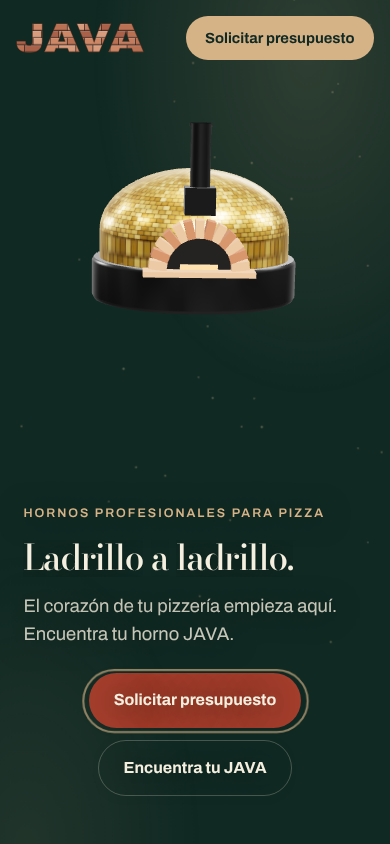 JAVA
Solicitar presupuesto
HORNOS PROFESIONALES PARA PIZZA
Ladrillo a ladrillo.
El corazón de tu pizzería empieza aquí.
Encuentra tu horno JAVA.
Solicitar presupuesto
Encuentra tu JAVA